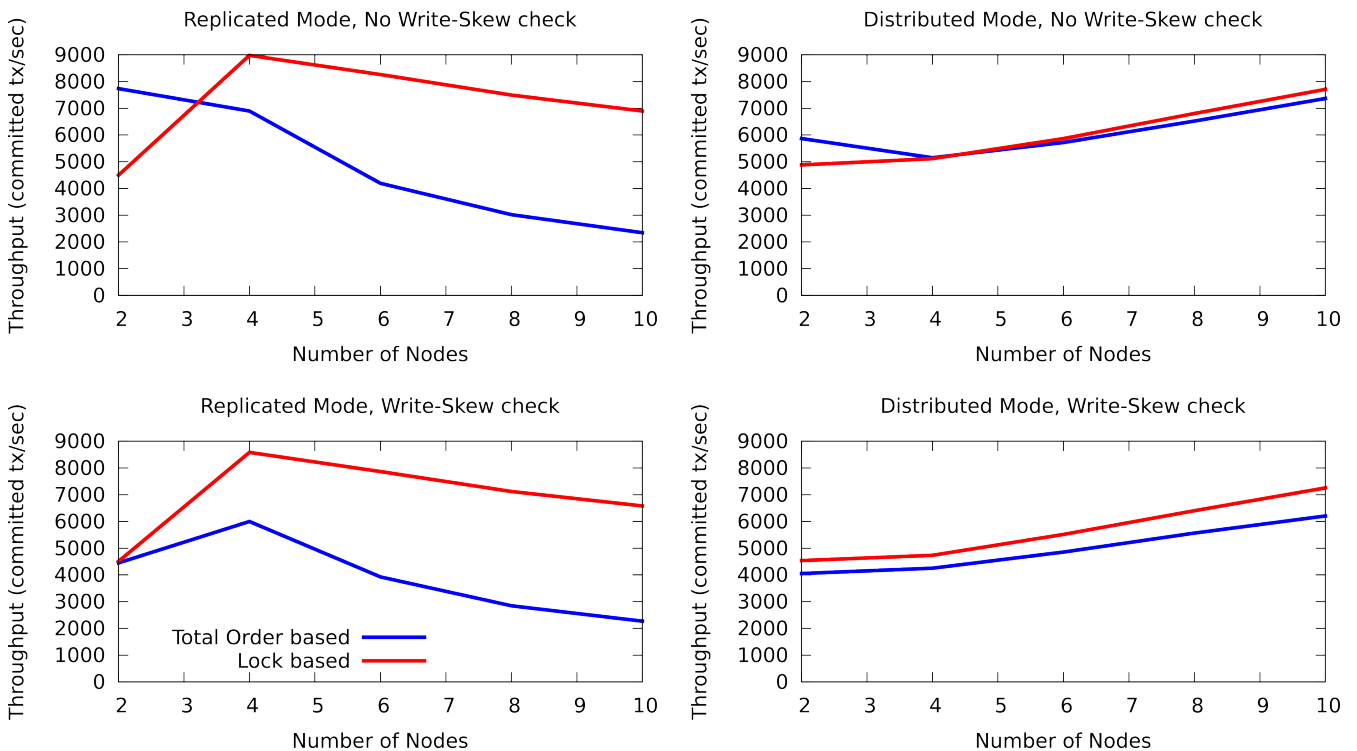 Replicated Mode, No Write-Skew check
Throughput (committed tx/sec)
9000
8000
7000
6000
5000
4000
3000
2000
1000
0
2 3 4 5 6 7 8 9 10
Number of Nodes
Distributed Mode, No Write-Skew check
Throughput (committed tx/sec)
9000
8000
7000
6000
5000
4000
3000
2000
1000
0
2 3 4 5 6 7 8 9 10
Number of Nodes
Replicated Mode, Write-Skew check
Throughput (committed tx/sec)
9000
8000
7000
6000
5000
4000
3000
2000
1000
0
Total Order based
Lock based
2 3 4 5 6 7 8 9 10
Number of Nodes
Distributed Mode, Write-Skew check
Throughput (committed tx/sec)
9000
8000
7000
6000
5000
4000
3000
2000
1000
0
2 3 4 5 6 7 8 9 10
Number of Nodes